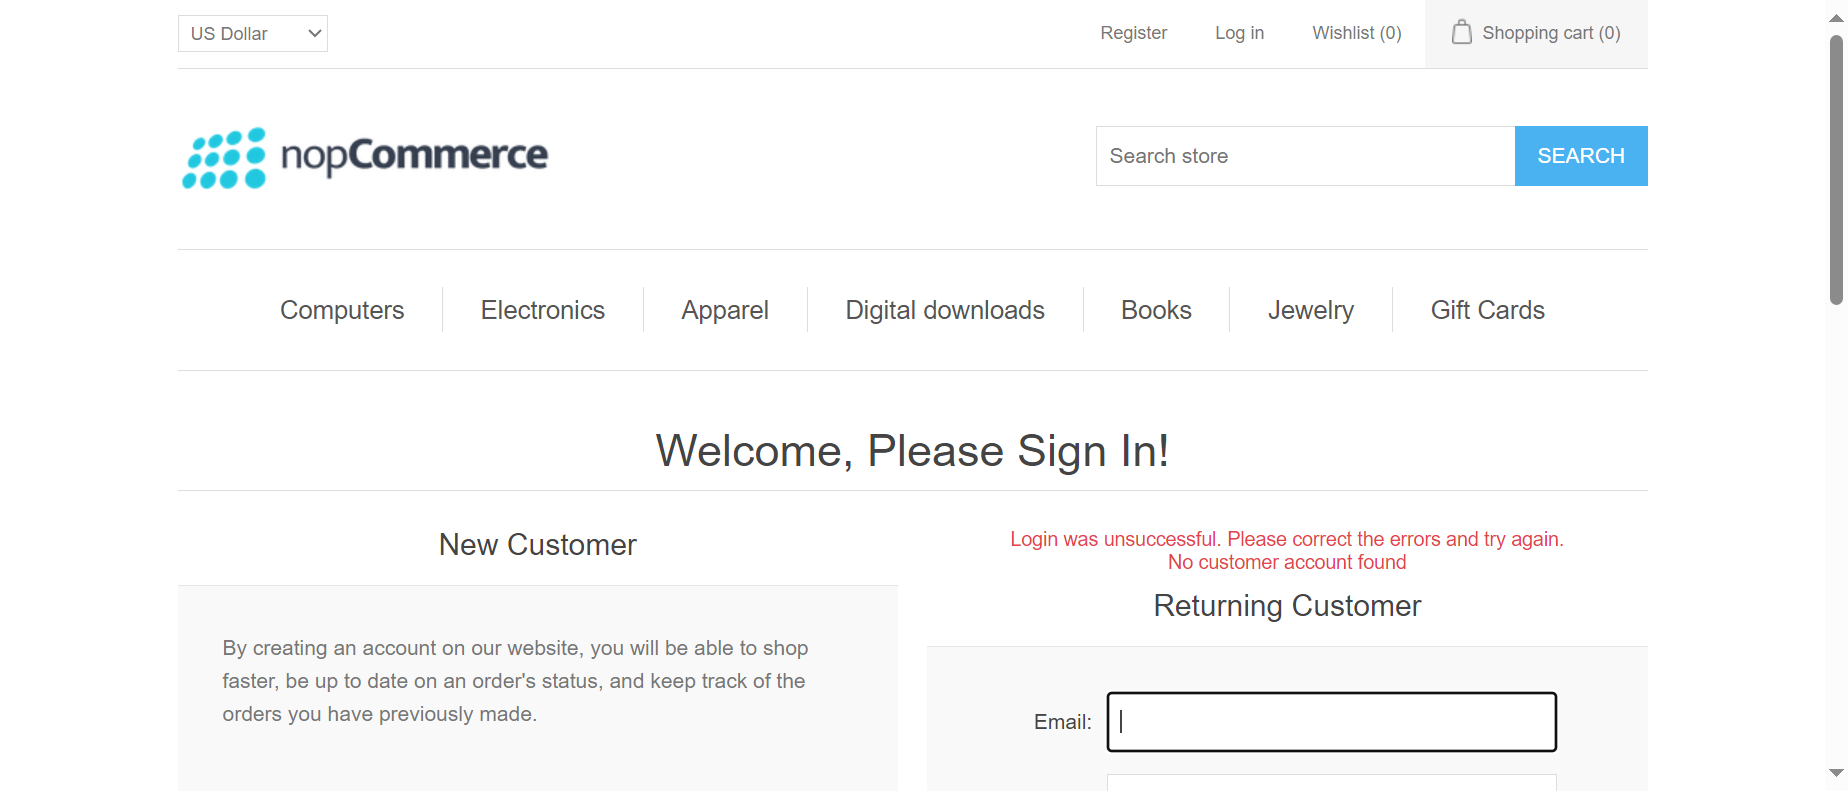 US Dollar
Register
Log in
Wishlist (0)
Shopping cart (0)
nopCommerce
Search store
SEARCH
Computers
Electronics
Apparel
Digital downloads
Books
Jewelry
Gift Cards
Welcome, Please Sign In!
New Customer
By creating an account on our website, you will be able to shop
faster, be up to date on an order's status, and keep track of the
orders you have previously made.
Login was unsuccessful. Please correct the errors and try again.
No customer account found
Returning Customer
Email: